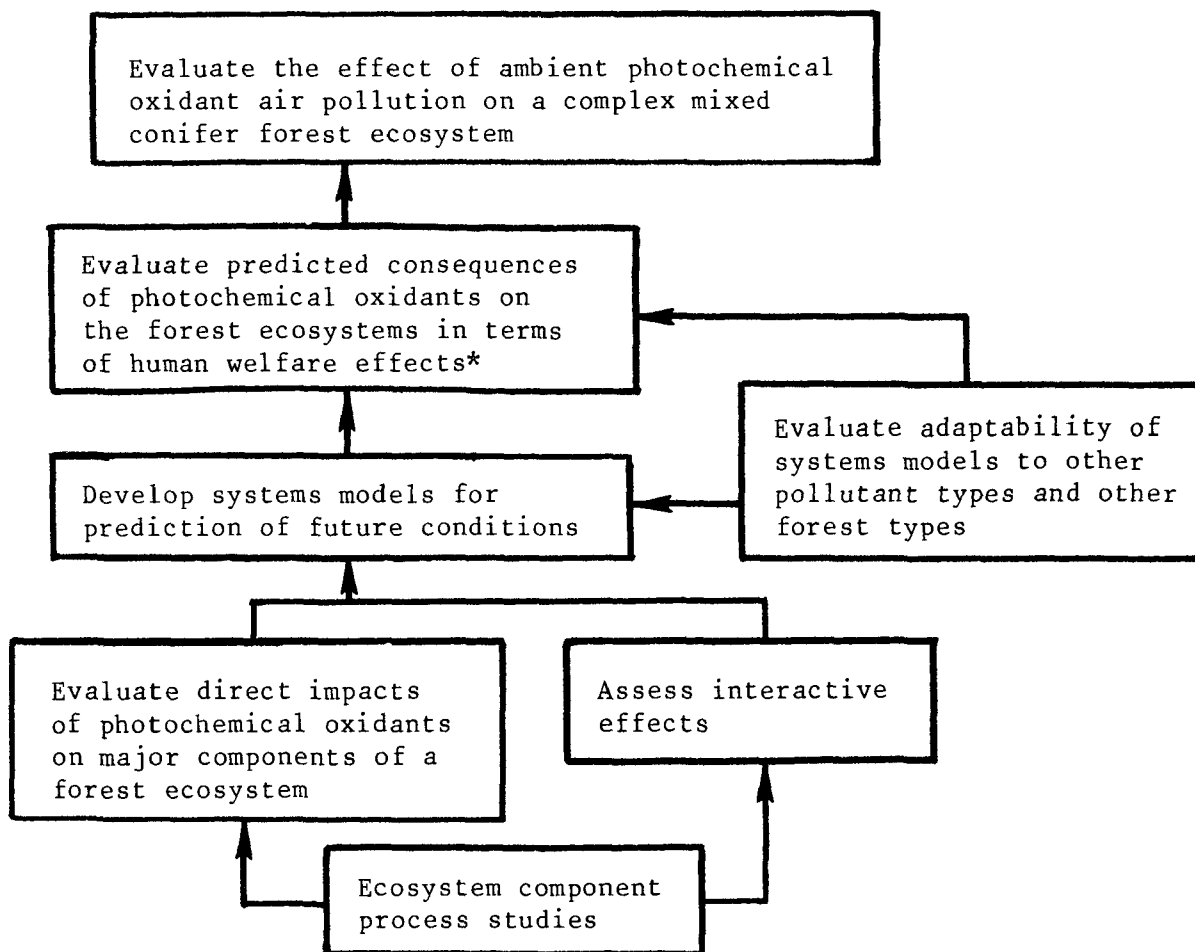 Evaluate the effect of ambient photochemical
oxidant air pollution on a complex mixed
conifer forest ecosystem
Evaluate predicted consequences
of photochemical oxidants on
the forest ecosystems in terms
of human welfare effects*
Evaluate adaptability of
systems models to other
pollutant types and other
forest types
Develop systems models for
prediction of future conditions
Evaluate direct impacts
of photochemical oxidants
on major components of a
forest ecosystem
Assess interactive
effects
Ecosystem component
process studies